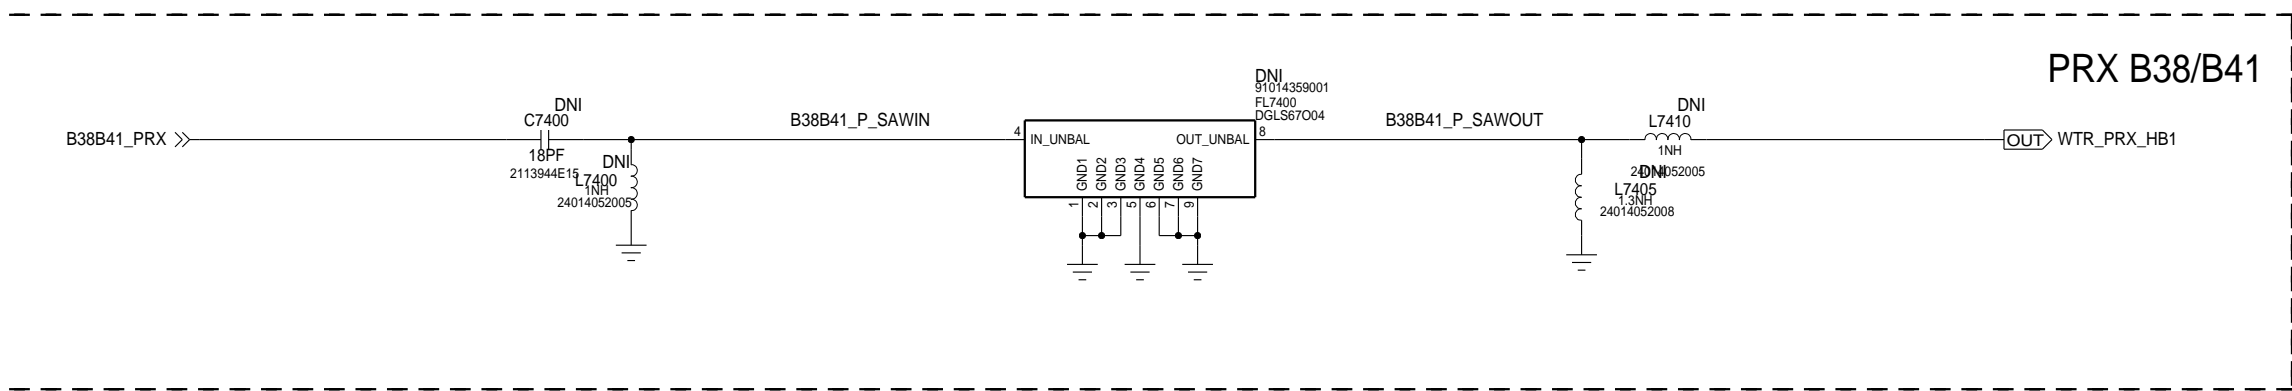 PRX B38/B41
B38B41_PRX
DNI
C7400
18PF
2113944E15
DNI
L7400
1NH
24014052005
B38B41_P_SAWIN
DNI
91014359001
FL7400
DGLS67O04
4
IN_UNBAL
OUT_UNBAL
8
GND1
GND2
GND3
GND4
GND5
GND6
GND7
1
2
3
5
6
7
9
B38B41_P_SAWOUT
DNI
L7410
1NH
24014052005
DNI
L7405
1.3NH
24014052008
OUT
WTR_PRX_HB1